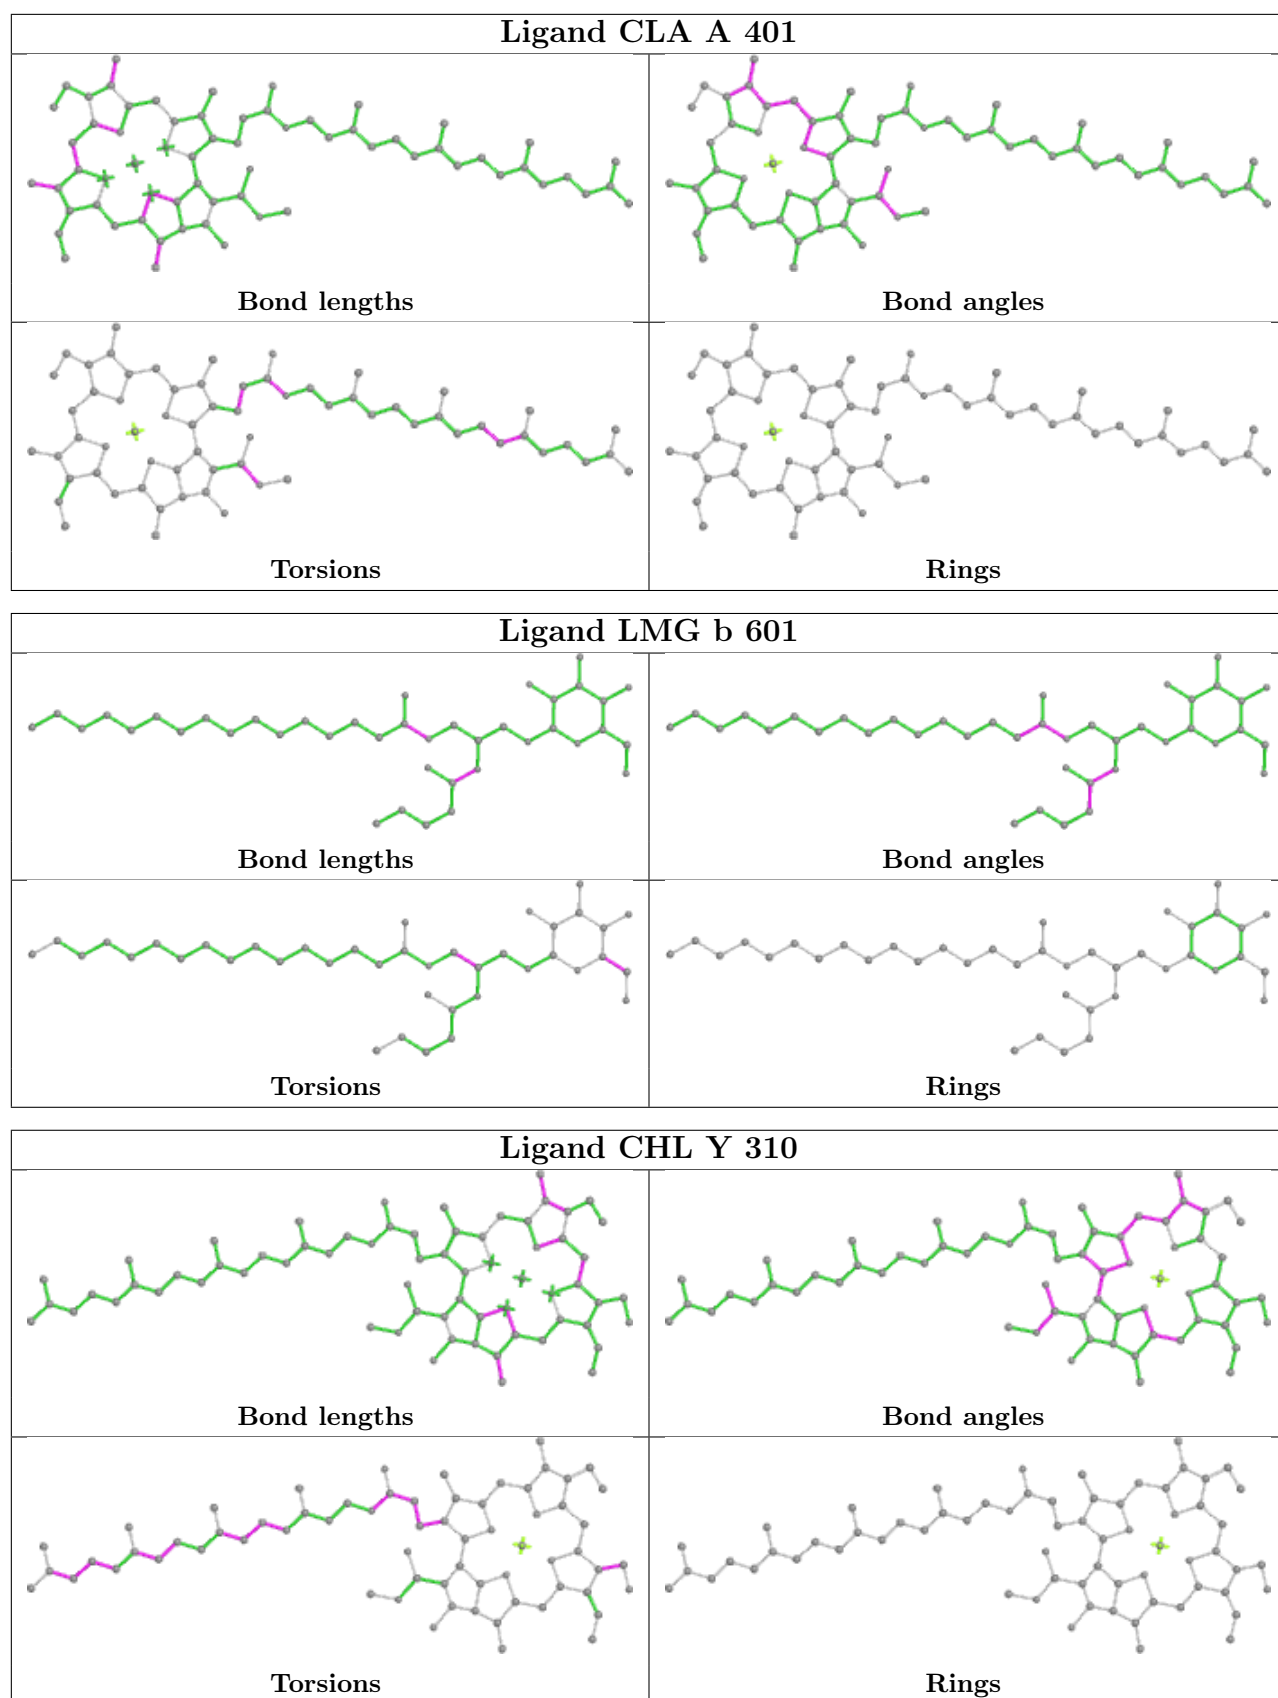 Ligand CLA A 401
Bond lengths
Bond angles
Torsions
Rings
Ligand LMG b 601
Bond lengths
Bond angles
Torsions
Rings
Ligand CHL Y 310
Bond lengths
Bond angles
Torsions
Rings